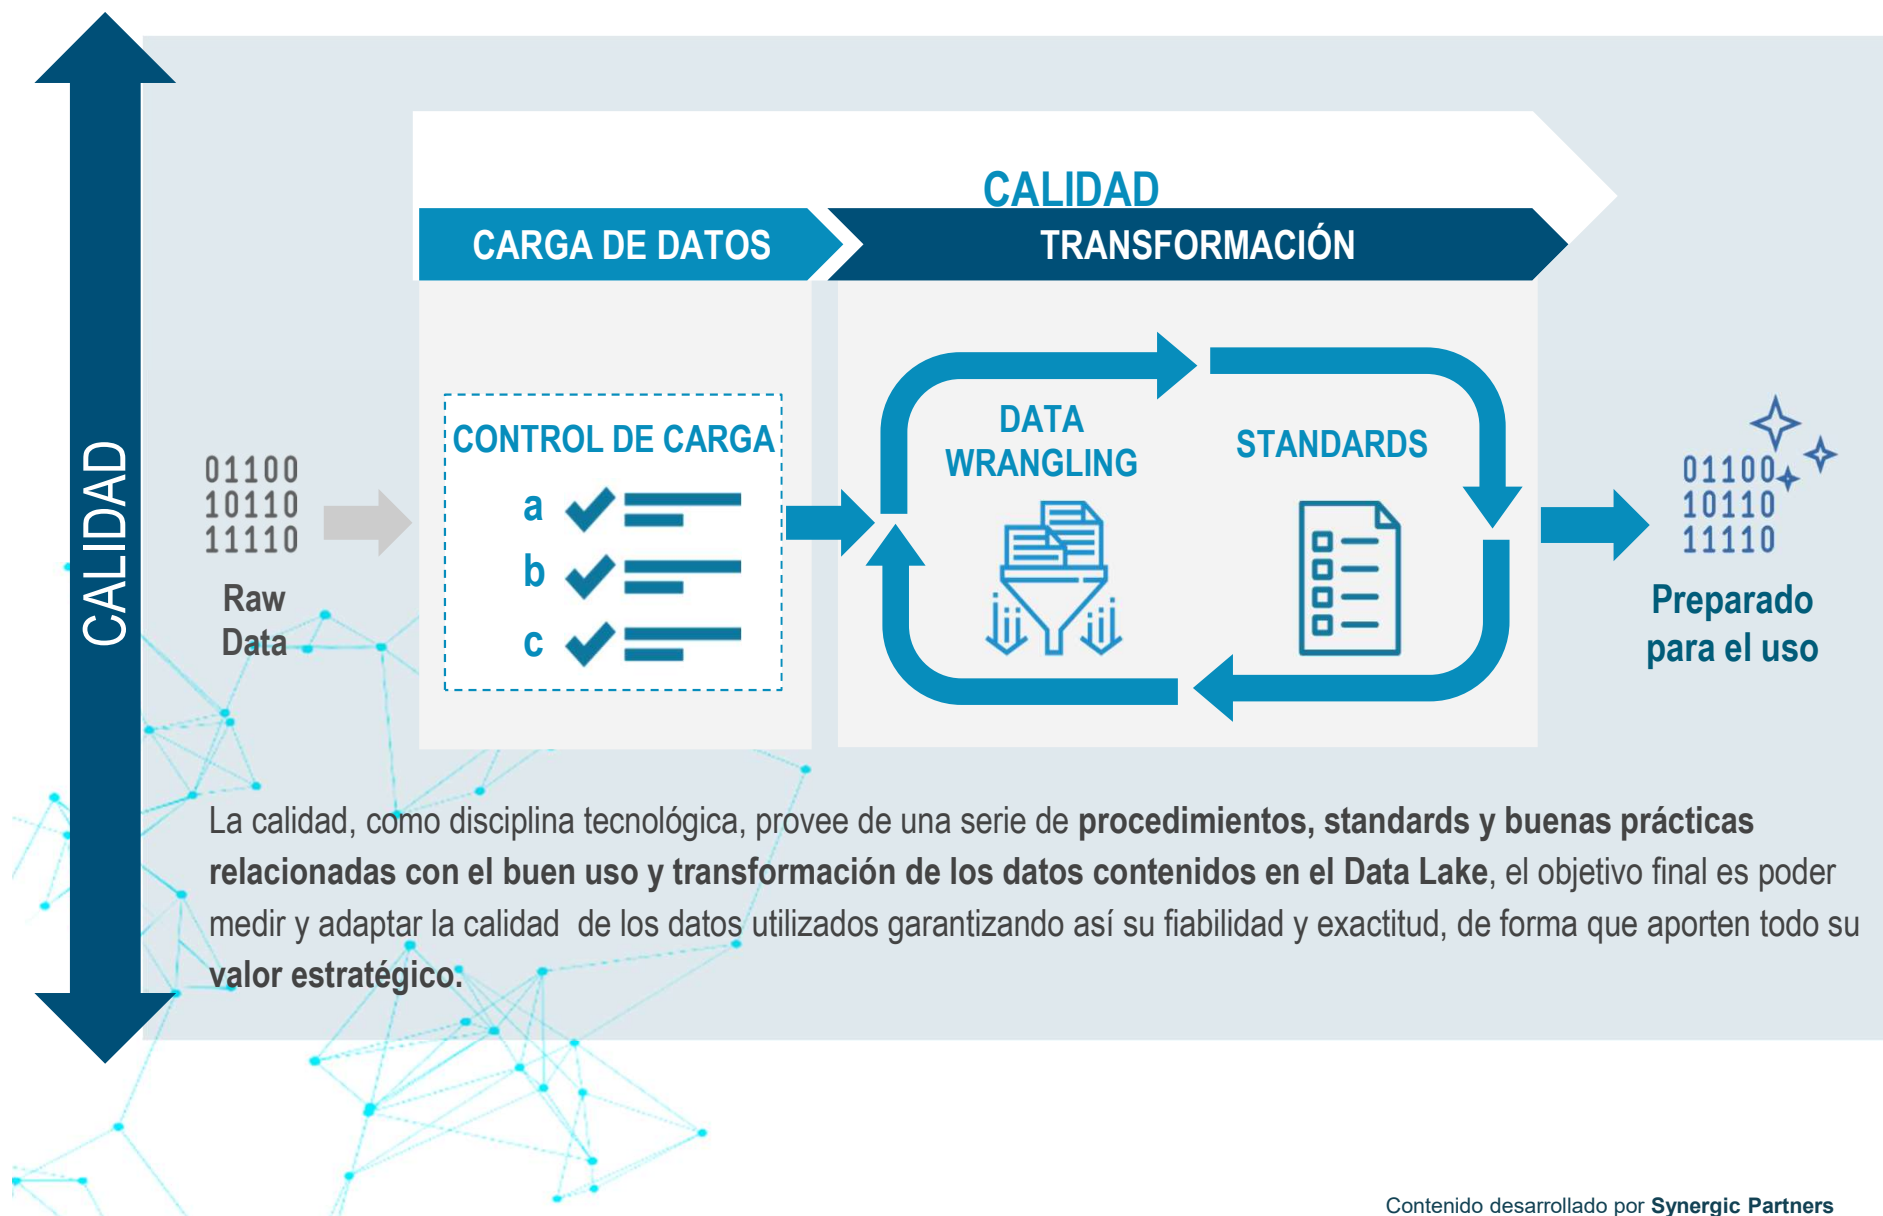 CALIDAD
CALIDAD
CARGA DE DATOS
TRANSFORMACIÓN
01100
10110
11110
Raw
Data
CONTROL DE CARGA
a
b
c
DATA
WRANGLING
STANDARDS
01100
10110
11110
Preparado
para el uso
La calidad, como disciplina tecnológica, provee de una serie de procedimientos, standards y buenas prácticas
relacionadas con el buen uso y transformación de los datos contenidos en el Data Lake, el objetivo final es poder
medir y adaptar la calidad  de los datos utilizados garantizando así su fiabilidad y exactitud, de forma que aporten todo su
valor estratégico.
Contenido desarrollado por Synergic Partners